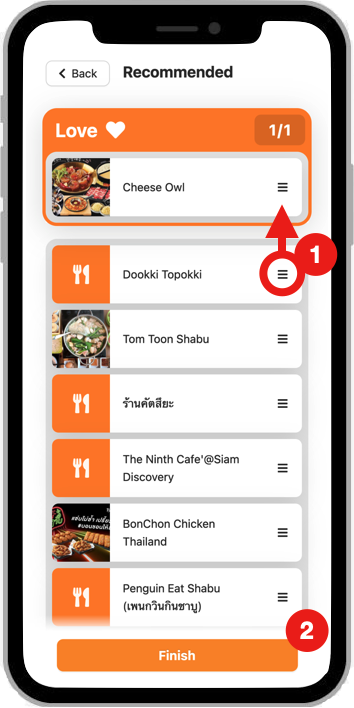 Back
Recommended
Love
1/1
Cheese Owl
1
Dookki Topokki
Tom Toon Shabu
ร้านคัตสึยะ
The Ninth Cafe'@Siam
Discovery
BonChon Chicken
Thailand
Penguin Eat Shabu
(เพนกวินกินชาบู)
2
Finish